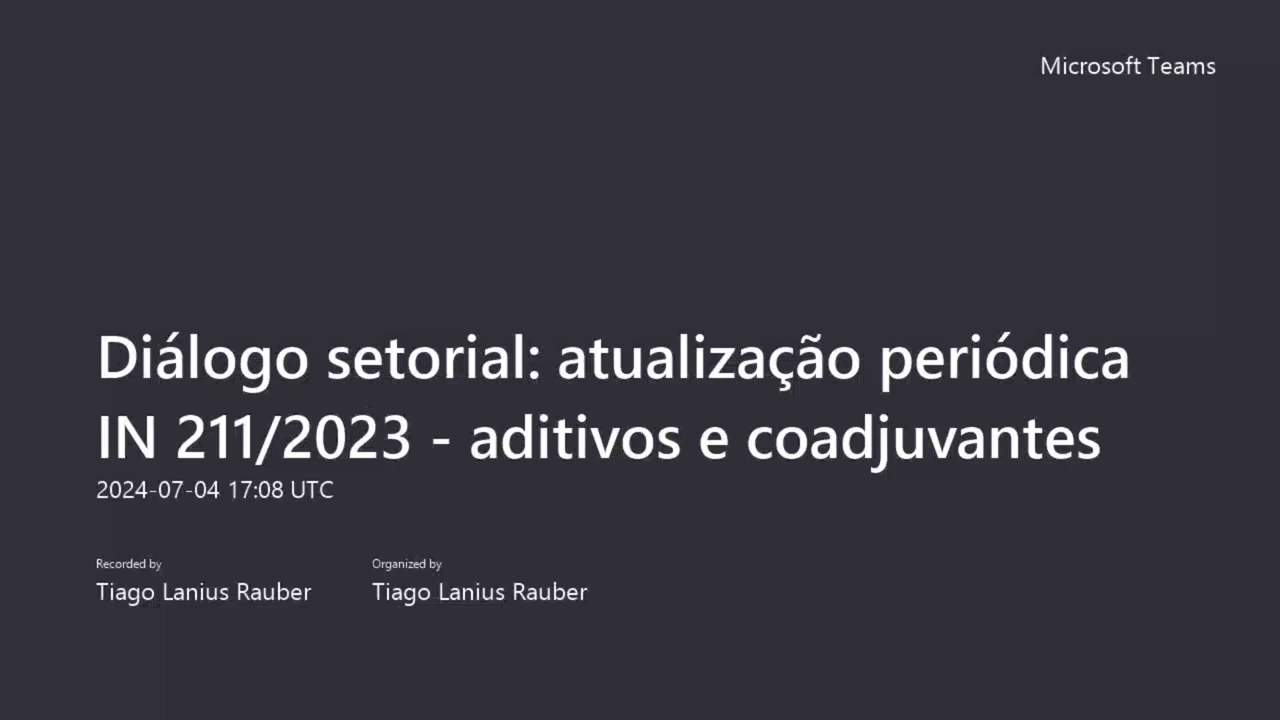 Microsoft Teams
Diálogo setorial: atualização periódica
IN 211/2023 - aditivos e coadjuvantes
2024-07-04 17:08 UTC
Recorded by
Organized by
Tiago Lanius Rauber
Tiago Lanius Rauber